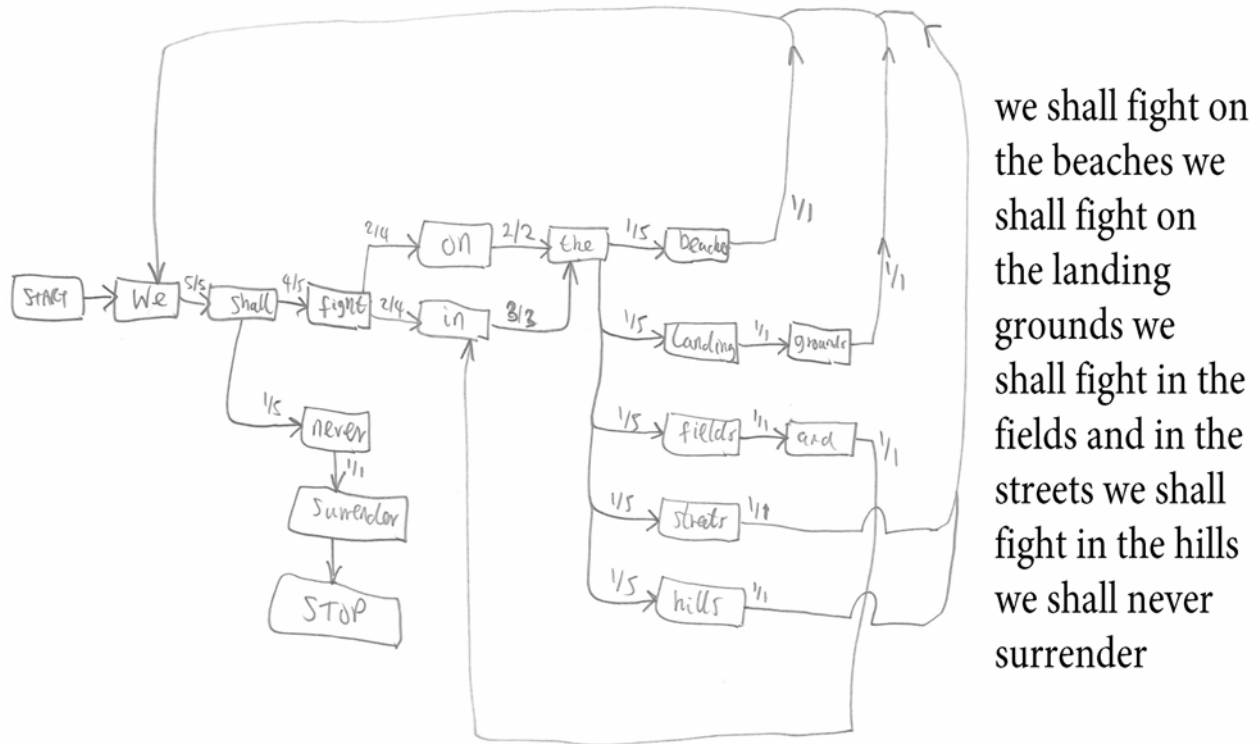 START
We
5/5
shall
4/5
fight
2/4
on
2/2
the
1/5
beaches
1/1
2/4
in
3/3
1/5
landing
1/1
grounds
1/1
1/5
fields
1/1
and
1/1
1/5
streets
1/1
1/5
hills
1/1
1/5
never
1/1
surrender
STOP
we shall fight on
the beaches we
shall fight on
the landing
grounds we
shall fight in the
fields and in the
streets we shall
fight in the hills
we shall never
surrender